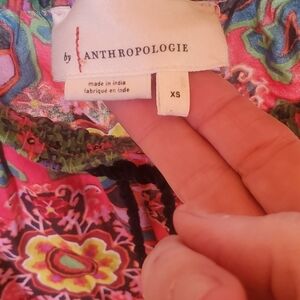 by ANTHROPOLOGIE
made in india
fabriqué en inde
XS